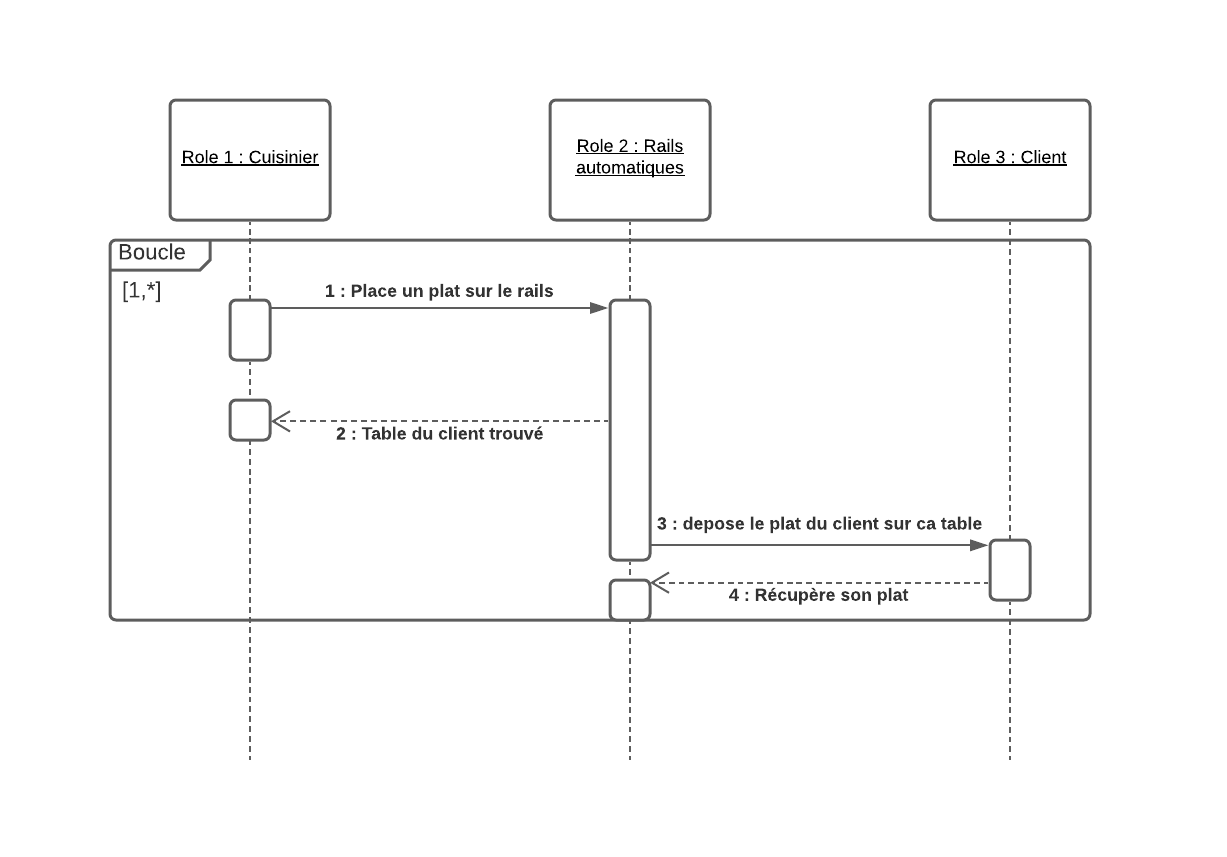 Role 1 : Cuisinier
Role 2 : Rails
automatiques
Role 3 : Client
Boucle
[1,*]
1 : Place un plat sur le rails
2 : Table du client trouvé
3 : depose le plat du client sur ca table
4 : Récupère son plat